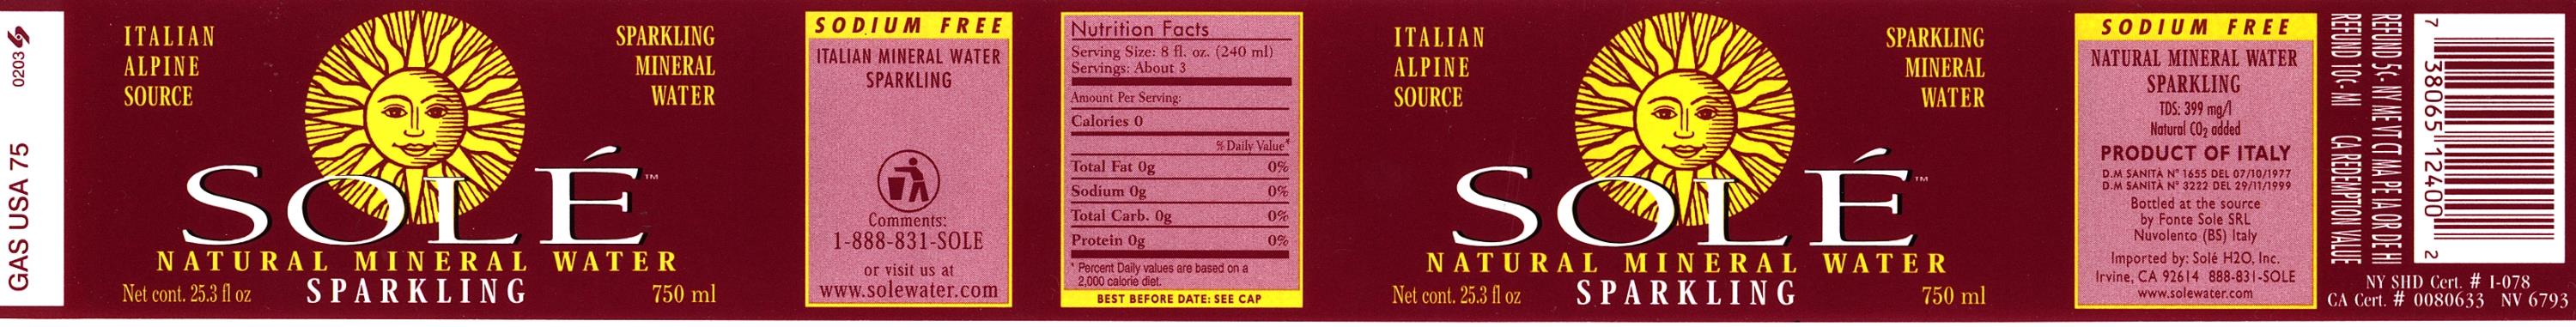 GAS USA 75 0203
ITALIAN
ALPINE
SOURCE
SPARKLING
MINERAL
WATER
SOLÉ™
NATURAL MINERAL WATER
Net cont. 25.3 fl oz
SPARKLING
750 ml
SODIUM FREE
ITALIAN MINERAL WATER
SPARKLING
Comments:
1-888-831-SOLE
or visit us at
www.solewater.com
Nutrition Facts
Serving Size: 8 fl. oz. (240 ml)
Servings: About 3
Amount Per Serving:
Calories 0
% Daily Value*
Total Fat 0g 0%
Sodium 0g 0%
Total Carb. 0g 0%
Protein 0g 0%
* Percent Daily values are based on a
2,000 calorie diet.
BEST BEFORE DATE: SEE CAP
ITALIAN
ALPINE
SOURCE
SPARKLING
MINERAL
WATER
SOLÉ™
NATURAL MINERAL WATER
Net cont. 25.3 fl oz
SPARKLING
750 ml
SODIUM FREE
NATURAL MINERAL WATER
SPARKLING
TDS: 399 mg/l
Natural CO2 added
PRODUCT OF ITALY
D.M SANITÀ N° 1655 DEL 07/10/1977
D.M SANITÀ N° 3222 DEL 29/11/1999
Bottled at the source
by Fonte Sole SRL
Nuvolento (BS) Italy
Imported by: Solé H2O, Inc.
Irvine, CA 92614 888-831-SOLE
www.solewater.com
REFUND 5¢- NY ME VT CT MA PE IA OR DE HI
REFUND 10¢- MI CA REDEMPTION VALUE
7 38065 12400 2
NY SHD Cert. # I-078
CA Cert. # 0080633 NV 6793